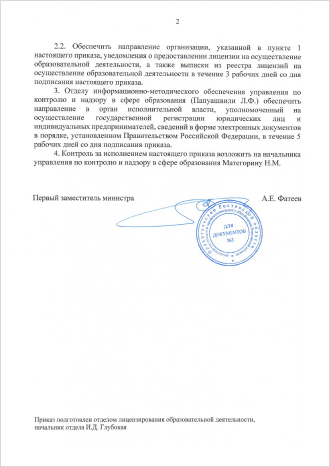 2
2.2. Обеспечить направление организации, указанной в пункте 1
настоящего приказа, уведомления о предоставлении лицензии на осуществление
образовательной деятельности, а также выписки из реестра лицензий на
осуществление образовательной деятельности в течение 3 рабочих дней со дня
подписания настоящего приказа.
3. Отделу информационно-методического обеспечения управления по
контролю и надзору в сфере образования (Папуашвили Л.Ф.) обеспечить
направление в орган исполнительной власти, уполномоченный на
осуществление государственной регистрации юридических лиц и
индивидуальных предпринимателей, сведений в форме электронных документов
в порядке, установленном Правительством Российской Федерации, в течение 5
рабочих дней со дня подписания приказа.
4. Контроль за исполнением настоящего приказа возложить на начальника
управления по контролю и надзору в сфере образования Матегорину Н.М.
Первый заместитель министра
А.Е. Фатеев
ДЛЯ
ДОКУМЕНТОВ
№3
Приказ подготовлен отделом лицензирования образовательной деятельности,
начальник отдела И.Д. Глубокая